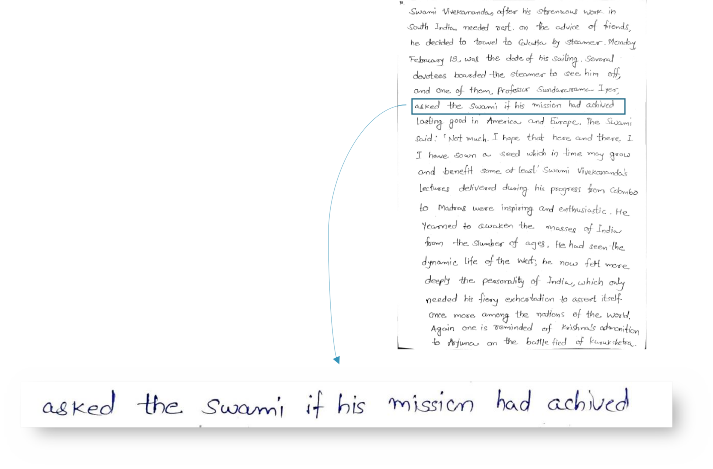 Swami Vivekananda, after his strenuous work in
South India needed rest. on the advice of friends,
he decided to travel to Calcutta by steamer. Monday
February 15, was the date of his sailing. Several
devotees boarded the steamer to see him off,
and one of them, Professor Sundararama Iyer,
asked the Swami if his mission had achived
lasting good in America and Europe. The Swami
said: 'Not much. I hope that here and there I
I have sown a seed which in time may grow
and benefit some at least' Swami Vivekananda's
lectures delivered during his progress from Colombo
to Madras were inspiring and enthusiastic. He
yearned to awaken the masses of India
from the slumber of ages. He had seen the
dynamic life of the West; he now felt more
deeply the personality of India, which only
needed his fiery exhortation to assert itself
once more among the nations of the world.
Again one is reminded of Krishna's admonition
to Arjuna on the battle field of Kurukshetra.
asked the swami if his mission had achived